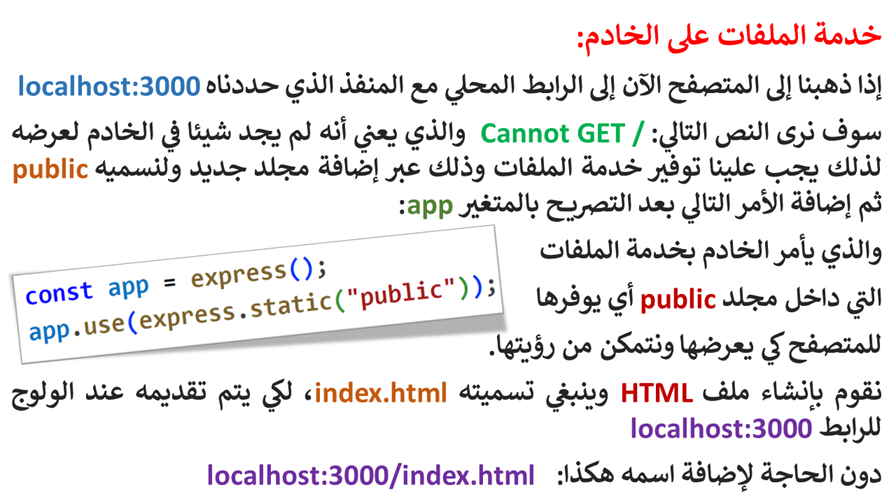 خدمة الملفات على الخادم:
إذا ذهبنا إلى المتصفح الآن إلى الرابط المحلي مع المنفذ الذي حددناه localhost:3000
سوف نرى النص التالي: Cannot GET / والذي يعني أنه لم يجد شيئا في الخادم لعرضه
لذلك يجب علينا توفير خدمة الملفات وذلك عبر إضافة مجلد جديد ولنسميه public
ثم إضافة الأمر التالي بعد التصريح بالمتغير app:
const app = express();
app.use(express.static("public"));
والذي يأمر الخادم بخدمة الملفات
التي داخل مجلد public أي يوفرها
للمتصفح كي يعرضها ونتمكن من رؤيتها.
نقوم بإنشاء ملف HTML وينبغي تسميته index.html، لكي يتم تقديمه عند الولوج
للرابط localhost:3000
دون الحاجة لإضافة اسمه هكذا: localhost:3000/index.html